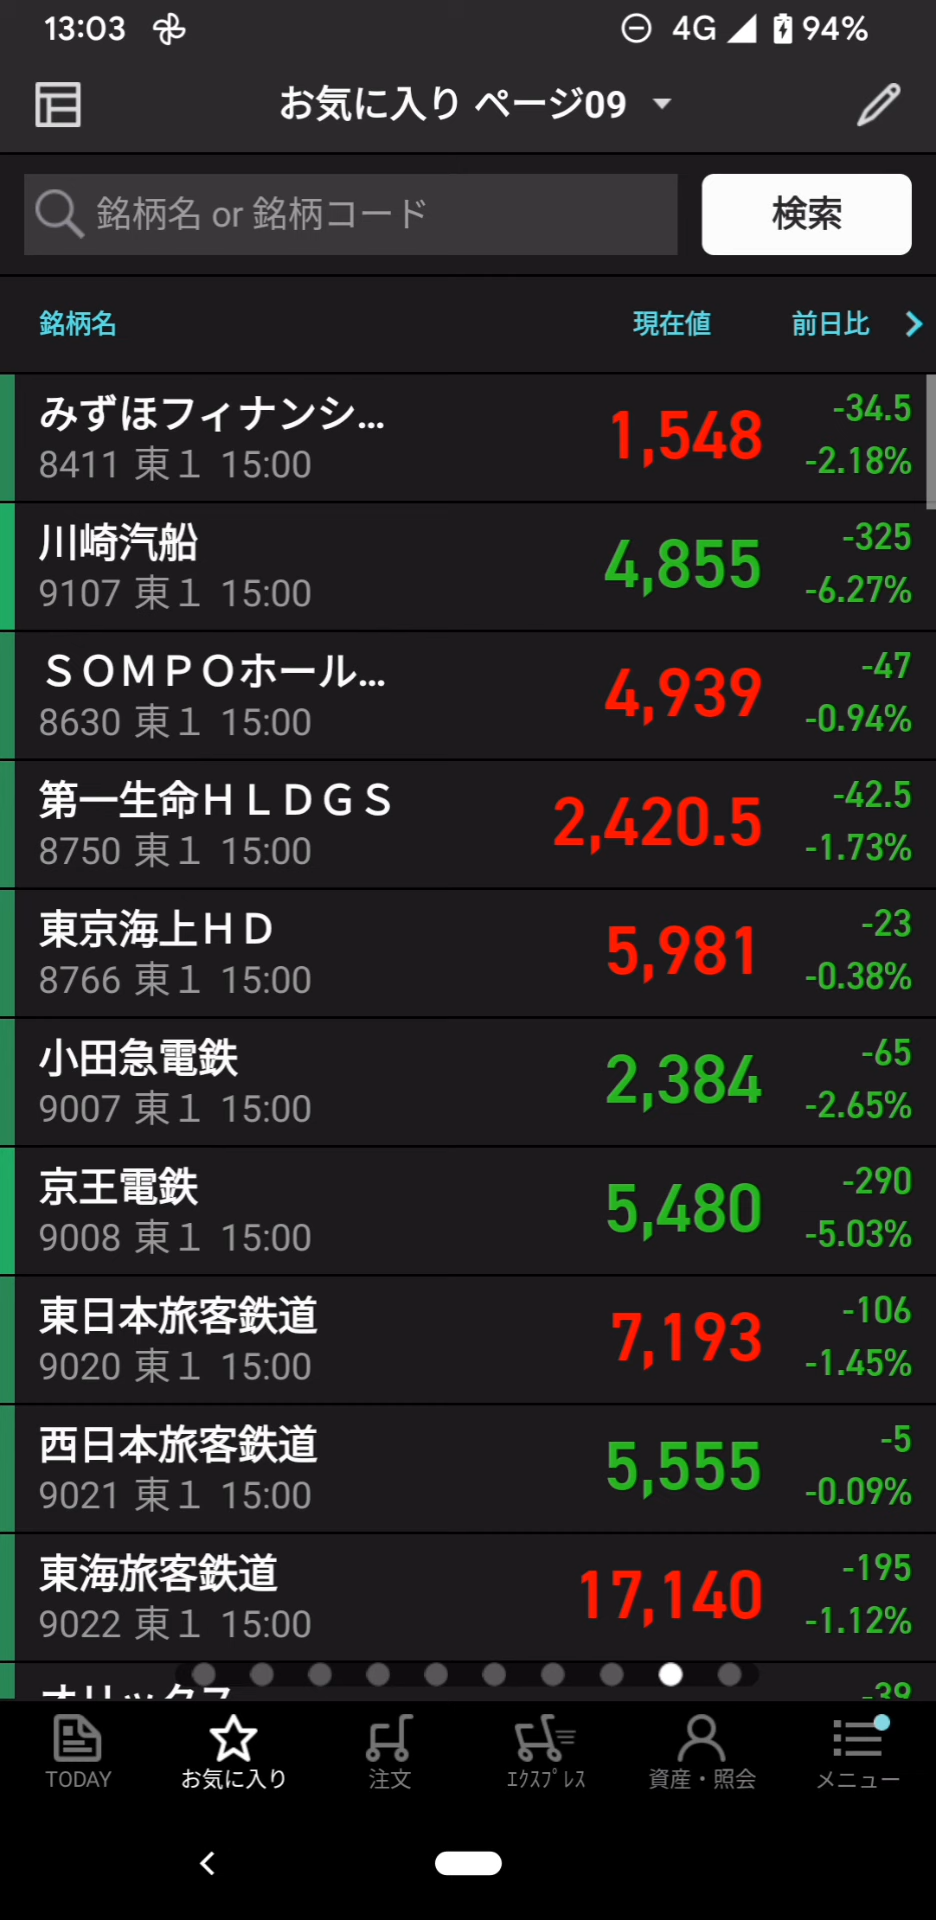 13:03 4G 94%
お気に入り ページ09
銘柄名 or 銘柄コード 検索
銘柄名 現在値 前日比
みずほフィナンシ... 1,548 -34.5
8411 東1 15:00 -2.18%
川崎汽船 4,855 -325
9107 東1 15:00 -6.27%
ＳＯＭＰＯホール... 4,939 -47
8630 東1 15:00 -0.94%
第一生命ＨＬＤＧＳ 2,420.5 -42.5
8750 東1 15:00 -1.73%
東京海上ＨＤ 5,981 -23
8766 東1 15:00 -0.38%
小田急電鉄 2,384 -65
9007 東1 15:00 -2.65%
京王電鉄 5,480 -290
9008 東1 15:00 -5.03%
東日本旅客鉄道 7,193 -106
9020 東1 15:00 -1.45%
西日本旅客鉄道 5,555 -5
9021 東1 15:00 -0.09%
東海旅客鉄道 17,140 -195
9022 東1 15:00 -1.12%
オリックス -39
TODAY お気に入り 注文 ｴｸｽﾌﾟﾚｽ 資産・照会 メニュー